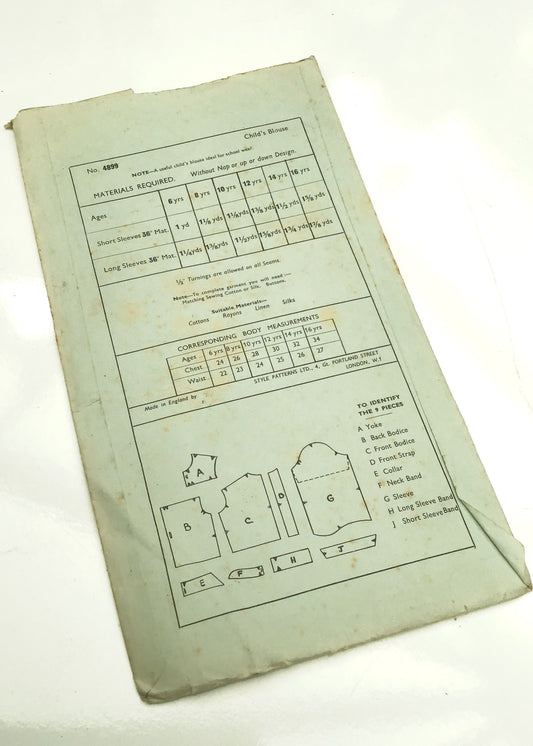 No. 4899 Child's Blouse
NOTE—A useful child's blouse ideal for school wear.
MATERIALS REQUIRED. Without Nap or up or down Design.
Ages 6 yrs 8 yrs 10 yrs 12 yrs 14 yrs 16 yrs
Short Sleeves 36" Mat. 1 yd
Long Sleeves 36" Mat.
Turnings are allowed on all Seams.
Note—To complete garment you will need:—
Matching Sewing Cotton or Silk. Buttons.
Suitable Materials—
Cottons Rayons Linen Silks
CORRESPONDING BODY MEASUREMENTS
Ages 6 yrs 8 yrs 10 yrs 12 yrs 14 yrs 16 yrs
Chest 24 26 28 30 32 34
Waist 22 23 24 25 26 27
Made in England by STYLE PATTERNS LTD., 4, Gt. PORTLAND STREET
LONDON, W.1
TO IDENTIFY
THE 9 PIECES
A Yoke
B Back Bodice
C Front Bodice
D Front Strap
E Collar
F Neck Band
G Sleeve
H Long Sleeve Band
J Short Sleeve Band
A
B
C
D
G
E
F
H
J